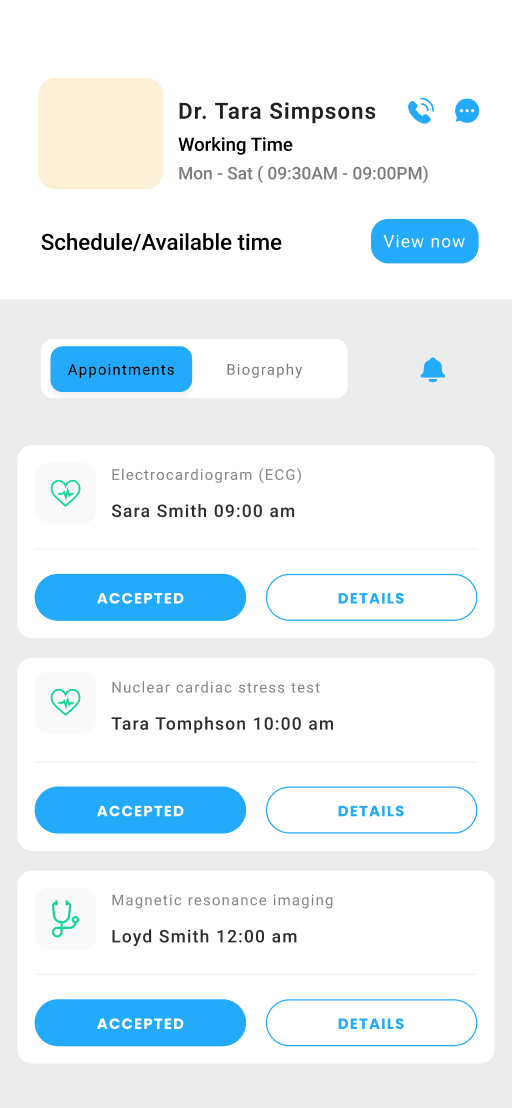 Dr. Tara Simpsons
Working Time
Mon - Sat ( 09:30AM - 09:00PM)
Schedule/Available time
View now
Appointments
Biography
Electrocardiogram (ECG)
Sara Smith 09:00 am
ACCEPTED
DETAILS
Nuclear cardiac stress test
Tara Tomphson 10:00 am
ACCEPTED
DETAILS
Magnetic resonance imaging
Loyd Smith 12:00 am
ACCEPTED
DETAILS